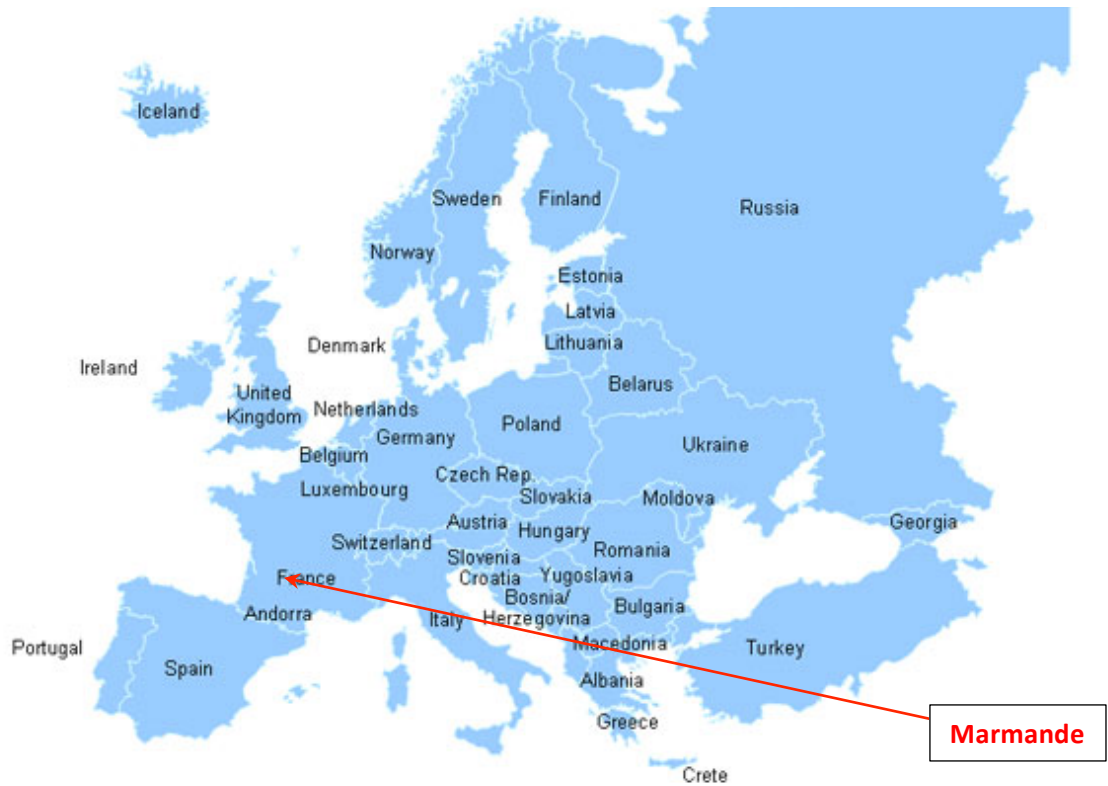 Iceland
Sweden
Finland
Russia
Norway
Estonia
Latvia
Denmark
Lithuania
Ireland
Belarus
United
Kingdom
Netherlands
Poland
Germany
Ukraine
Belgium
Czech Rep.
Luxembourg
Slovakia
Moldova
Austria
Georgia
Hungary
Switzerland
Romania
Slovenia
France
Croatia
Yugoslavia
Bosnia/
Herzegovina
Bulgaria
Andorra
Italy
Macedonia
Portugal
Turkey
Spain
Albania
Greece
Marmande
Crete